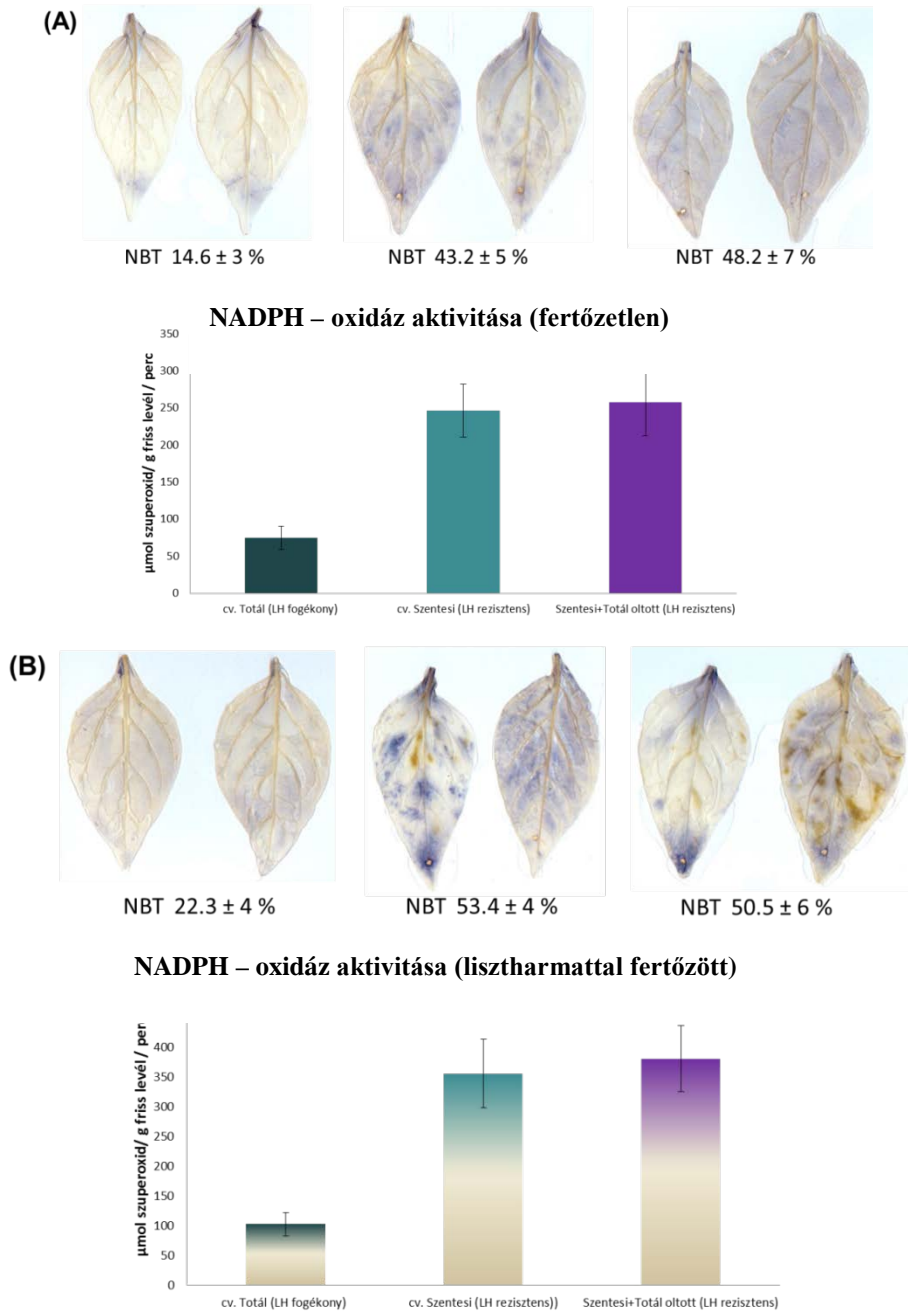 (A)
NBT 14.6 ± 3 %
NBT 43.2 ± 5 %
NBT 48.2 ± 7 %
NADPH – oxidáz aktivitása (fertőzetlen)
µmol szuperoxid/ g friss levél / perc
350
300
250
200
150
100
50
0
cv. Totál (LH fogékony)
cv. Szentesi (LH rezisztens)
Szentesi+Totál oltott (LH rezisztens)
(B)
NBT 22.3 ± 4 %
NBT 53.4 ± 4 %
NBT 50.5 ± 6 %
NADPH – oxidáz aktivitása (lisztharmattal fertőzött)
µmol szuperoxid/ g friss levél / per
400
350
300
250
200
150
100
50
0
cv. Totál (LH fogékony)
cv. Szentesi (LH rezisztens))
Szentesi+Totál oltott (LH rezisztens)